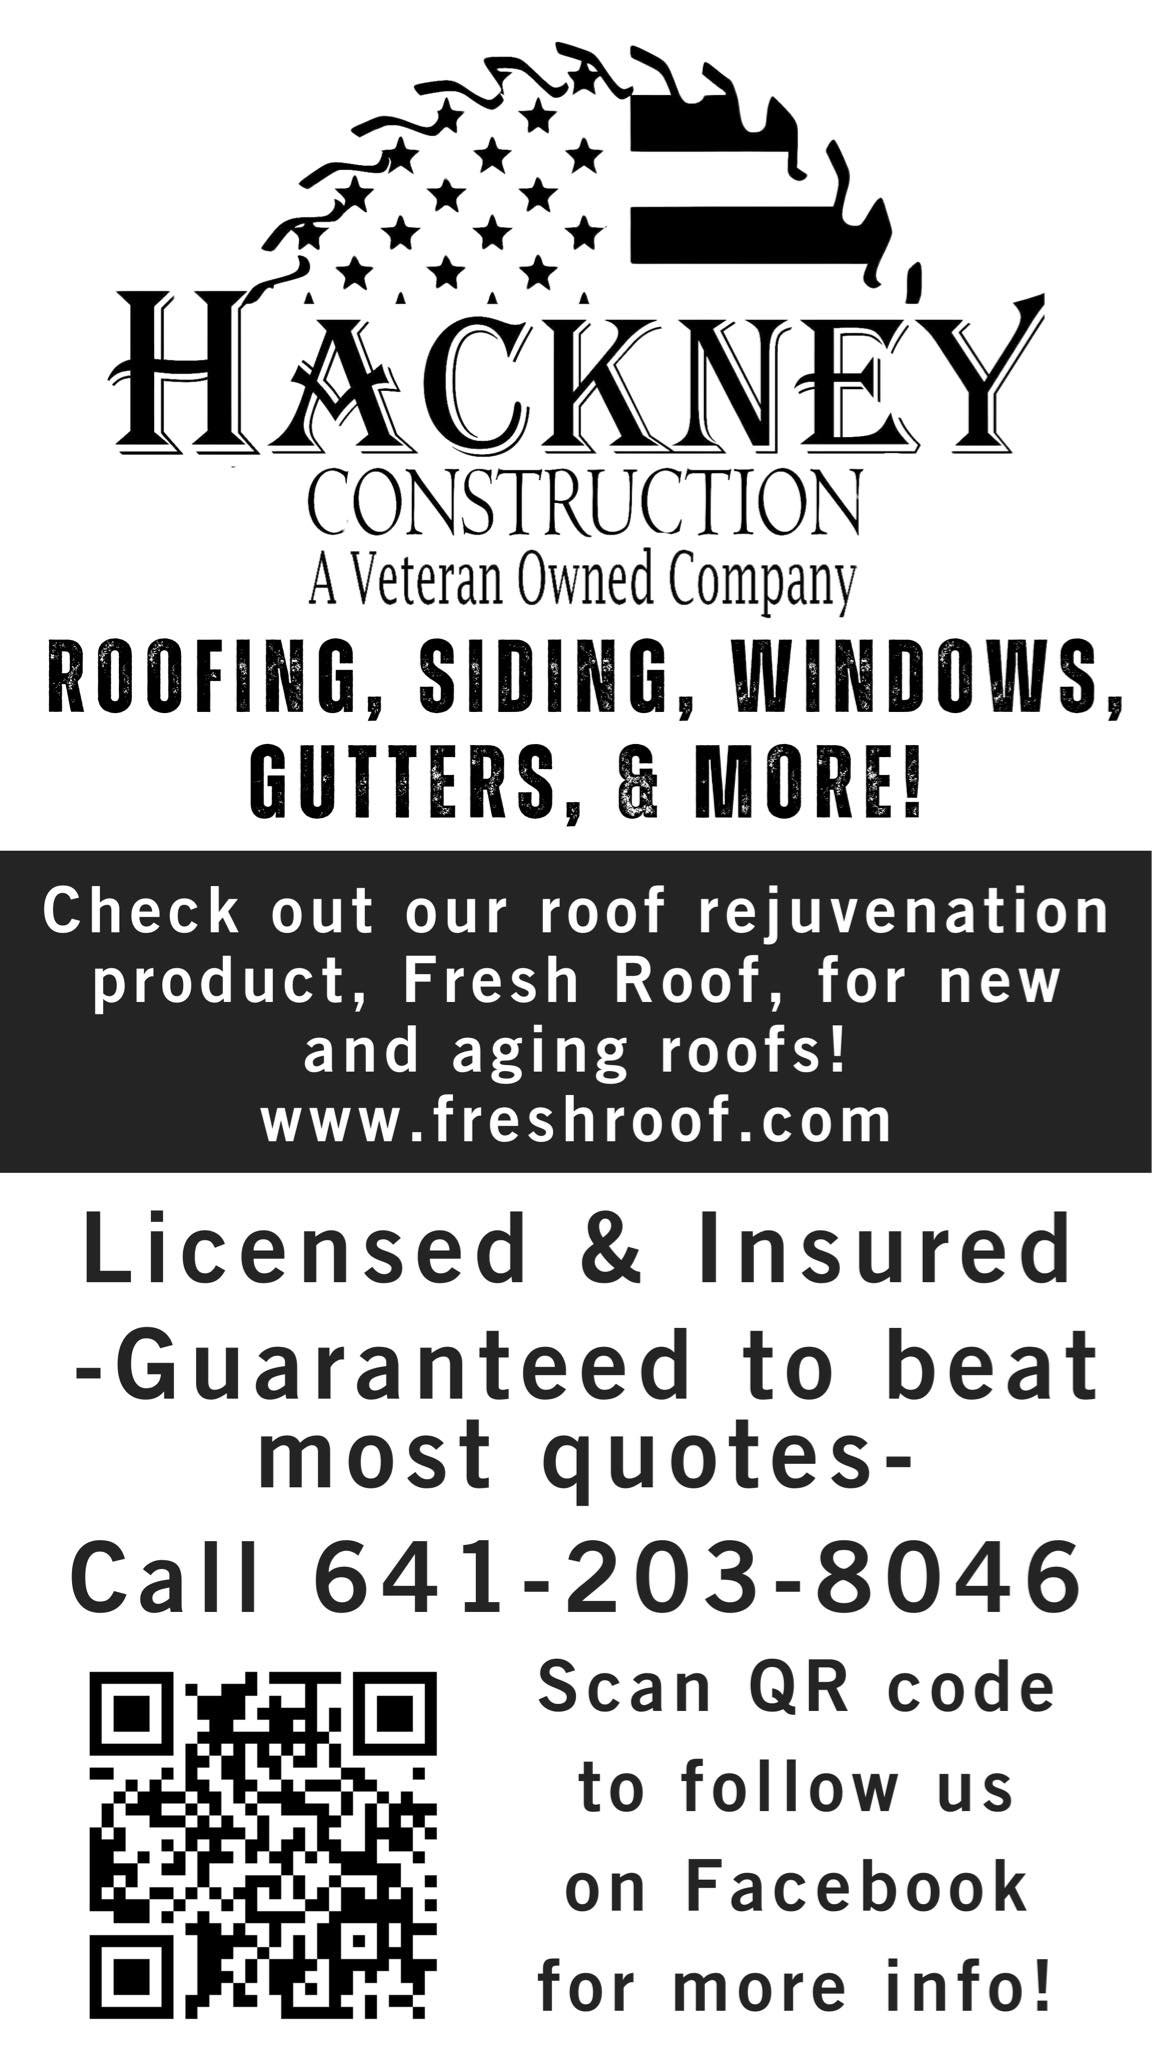 HACKNEY
CONSTRUCTION
A Veteran Owned Company
ROOFING, SIDING, WINDOWS,
GUTTERS, & MORE!
Check out our roof rejuvenation
product, Fresh Roof, for new
and aging roofs!
www.freshroof.com
Licensed & Insured
-Guaranteed to beat
most quotes-
Call 641-203-8046
Scan QR code
to follow us
on Facebook
for more info!